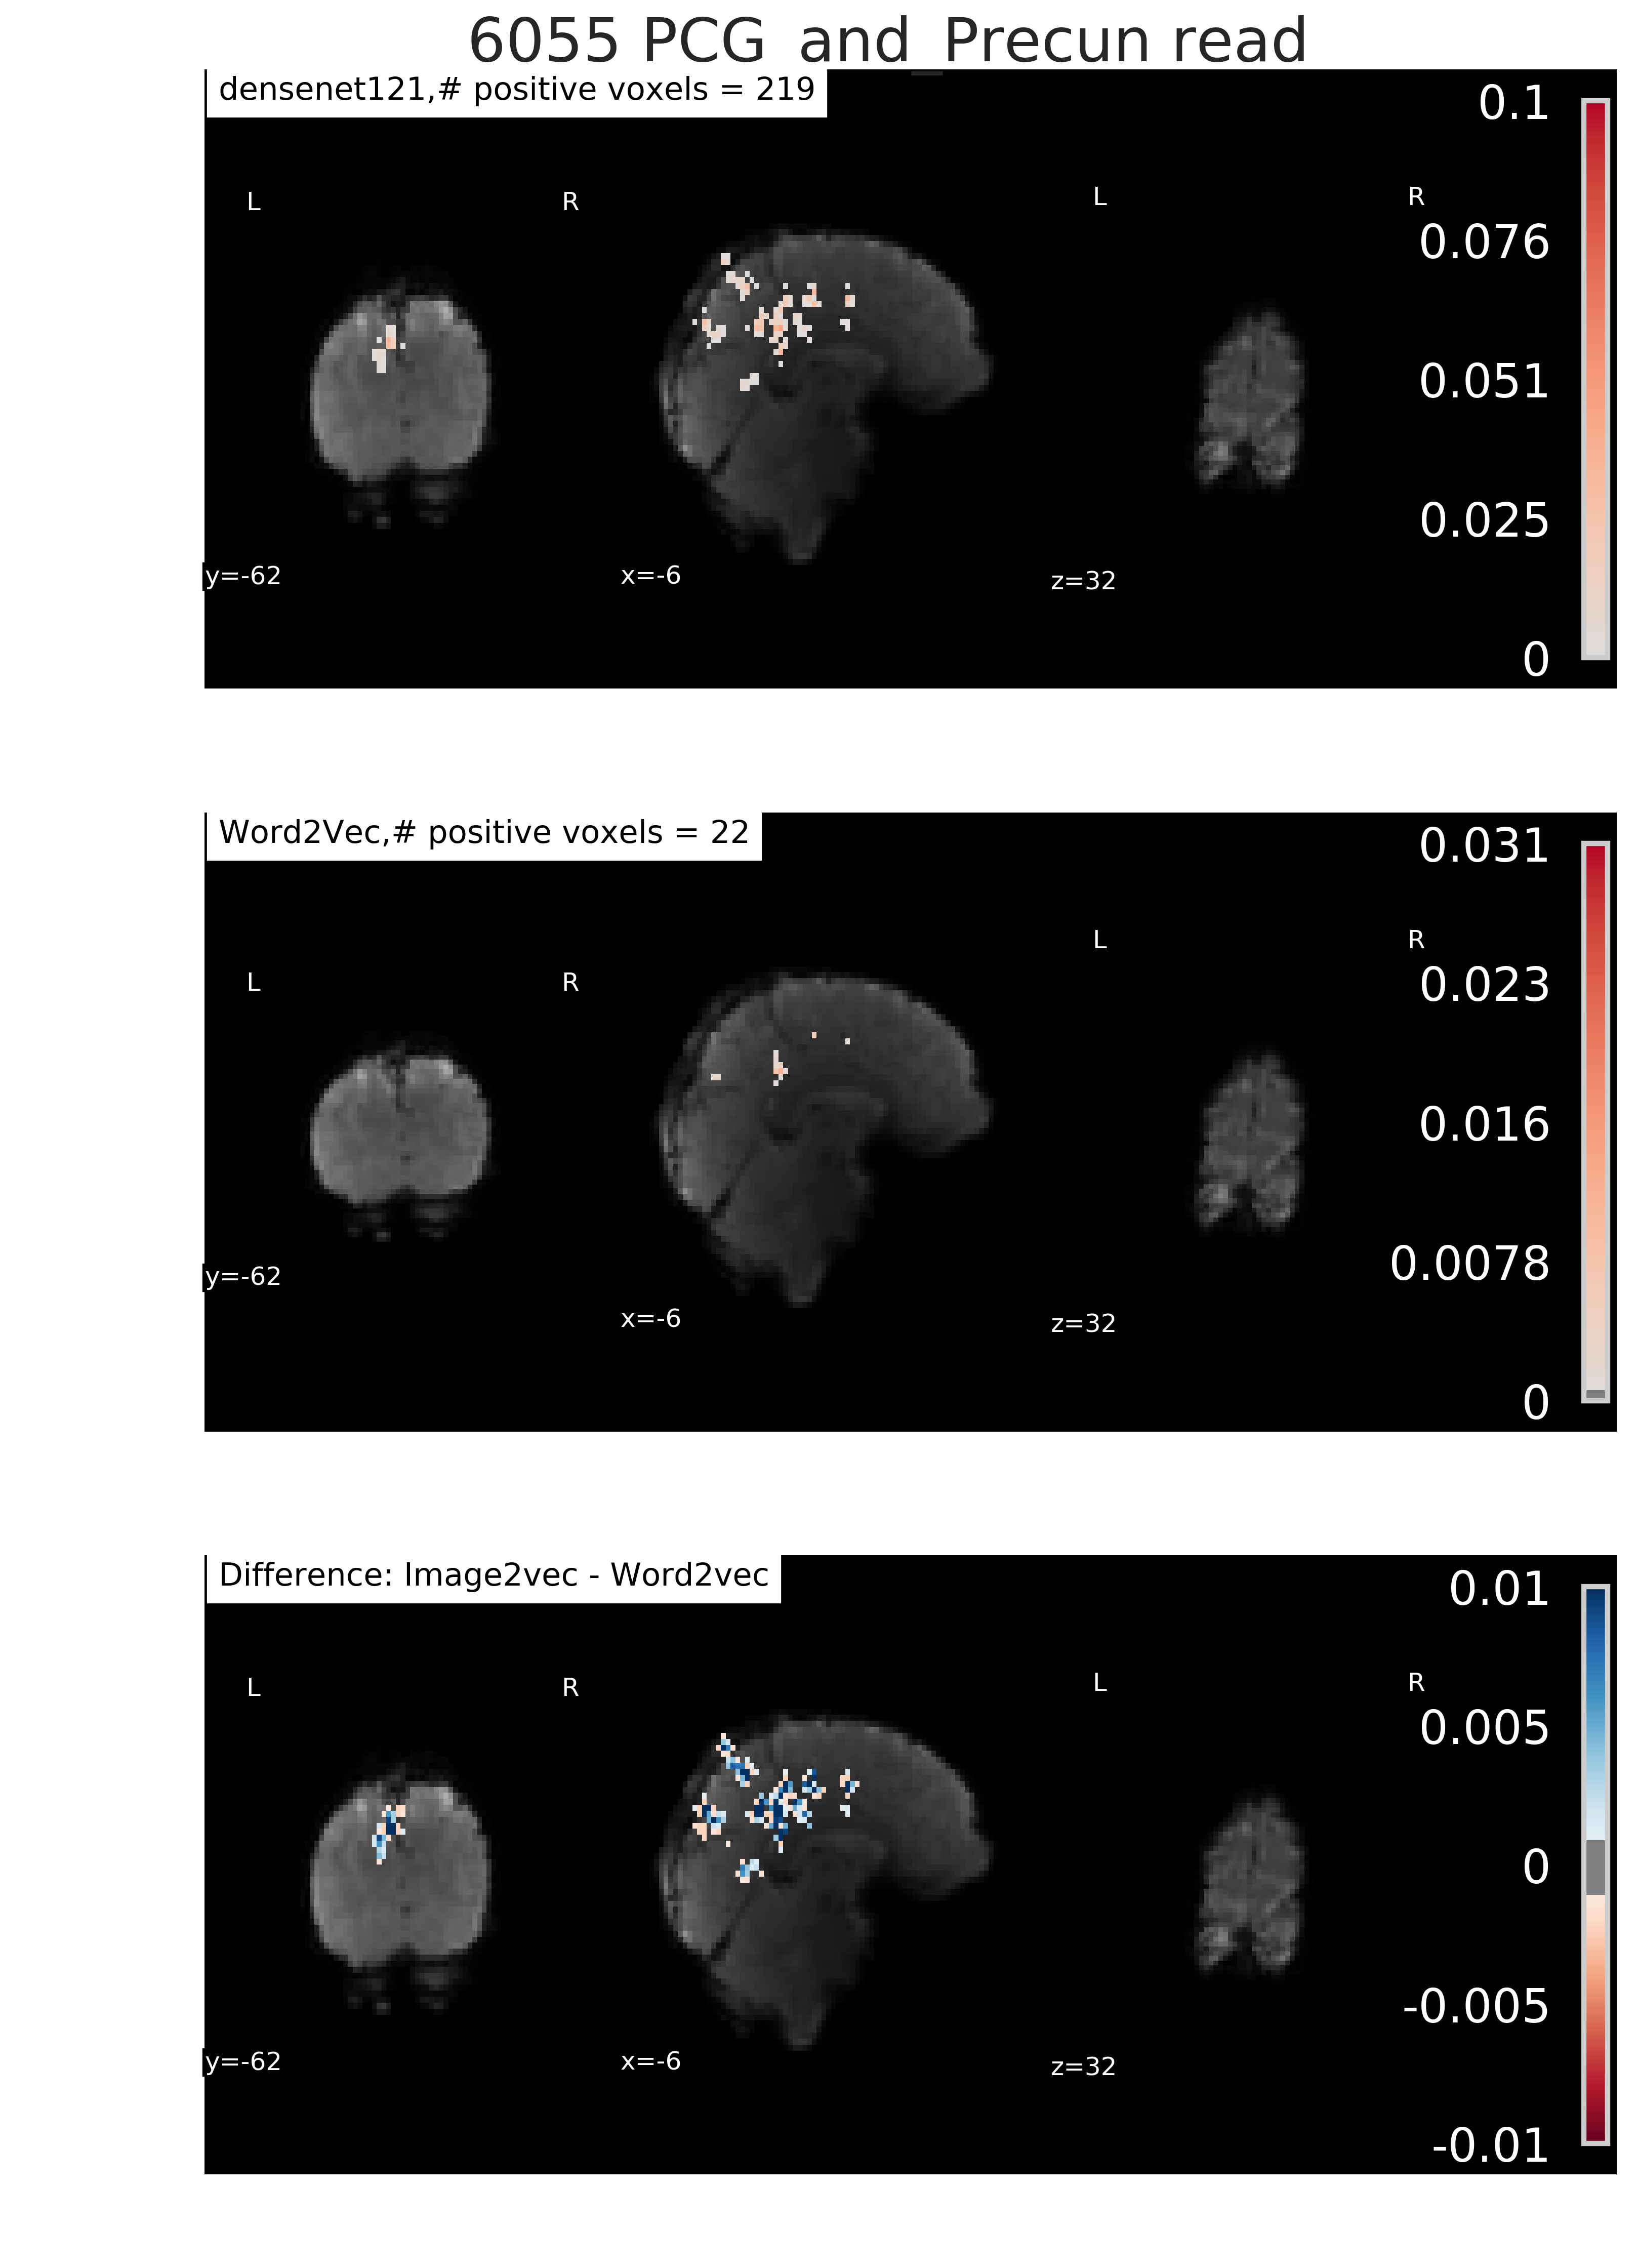 6055 PCG_and_Precun read
densenet121,# positive voxels = 219
0.1
L R L R
0.076
0.051
0.025
y=-62 x=-6 z=32
0
Word2Vec,# positive voxels = 22
0.031
L R L R
0.023
0.016
0.0078
y=-62 x=-6 z=32
0
Difference: Image2vec - Word2vec
0.01
L R L R
0.005
0
-0.005
y=-62 x=-6 z=32
-0.01